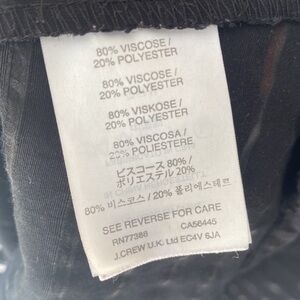 80% VISCOSE /
20% POLYESTER
80% VISCOSE /
20% POLYESTER
80% VISKOSE /
20% POLYESTER
80% VISCOSA /
20% POLIESTERE
ビスコース 80% /
ポリエステル 20%
80% 비스코스 / 20% 폴리에스테르
SEE REVERSE FOR CARE
RN77388 CA56445
J.CREW U.K. Ltd EC4V 6JA